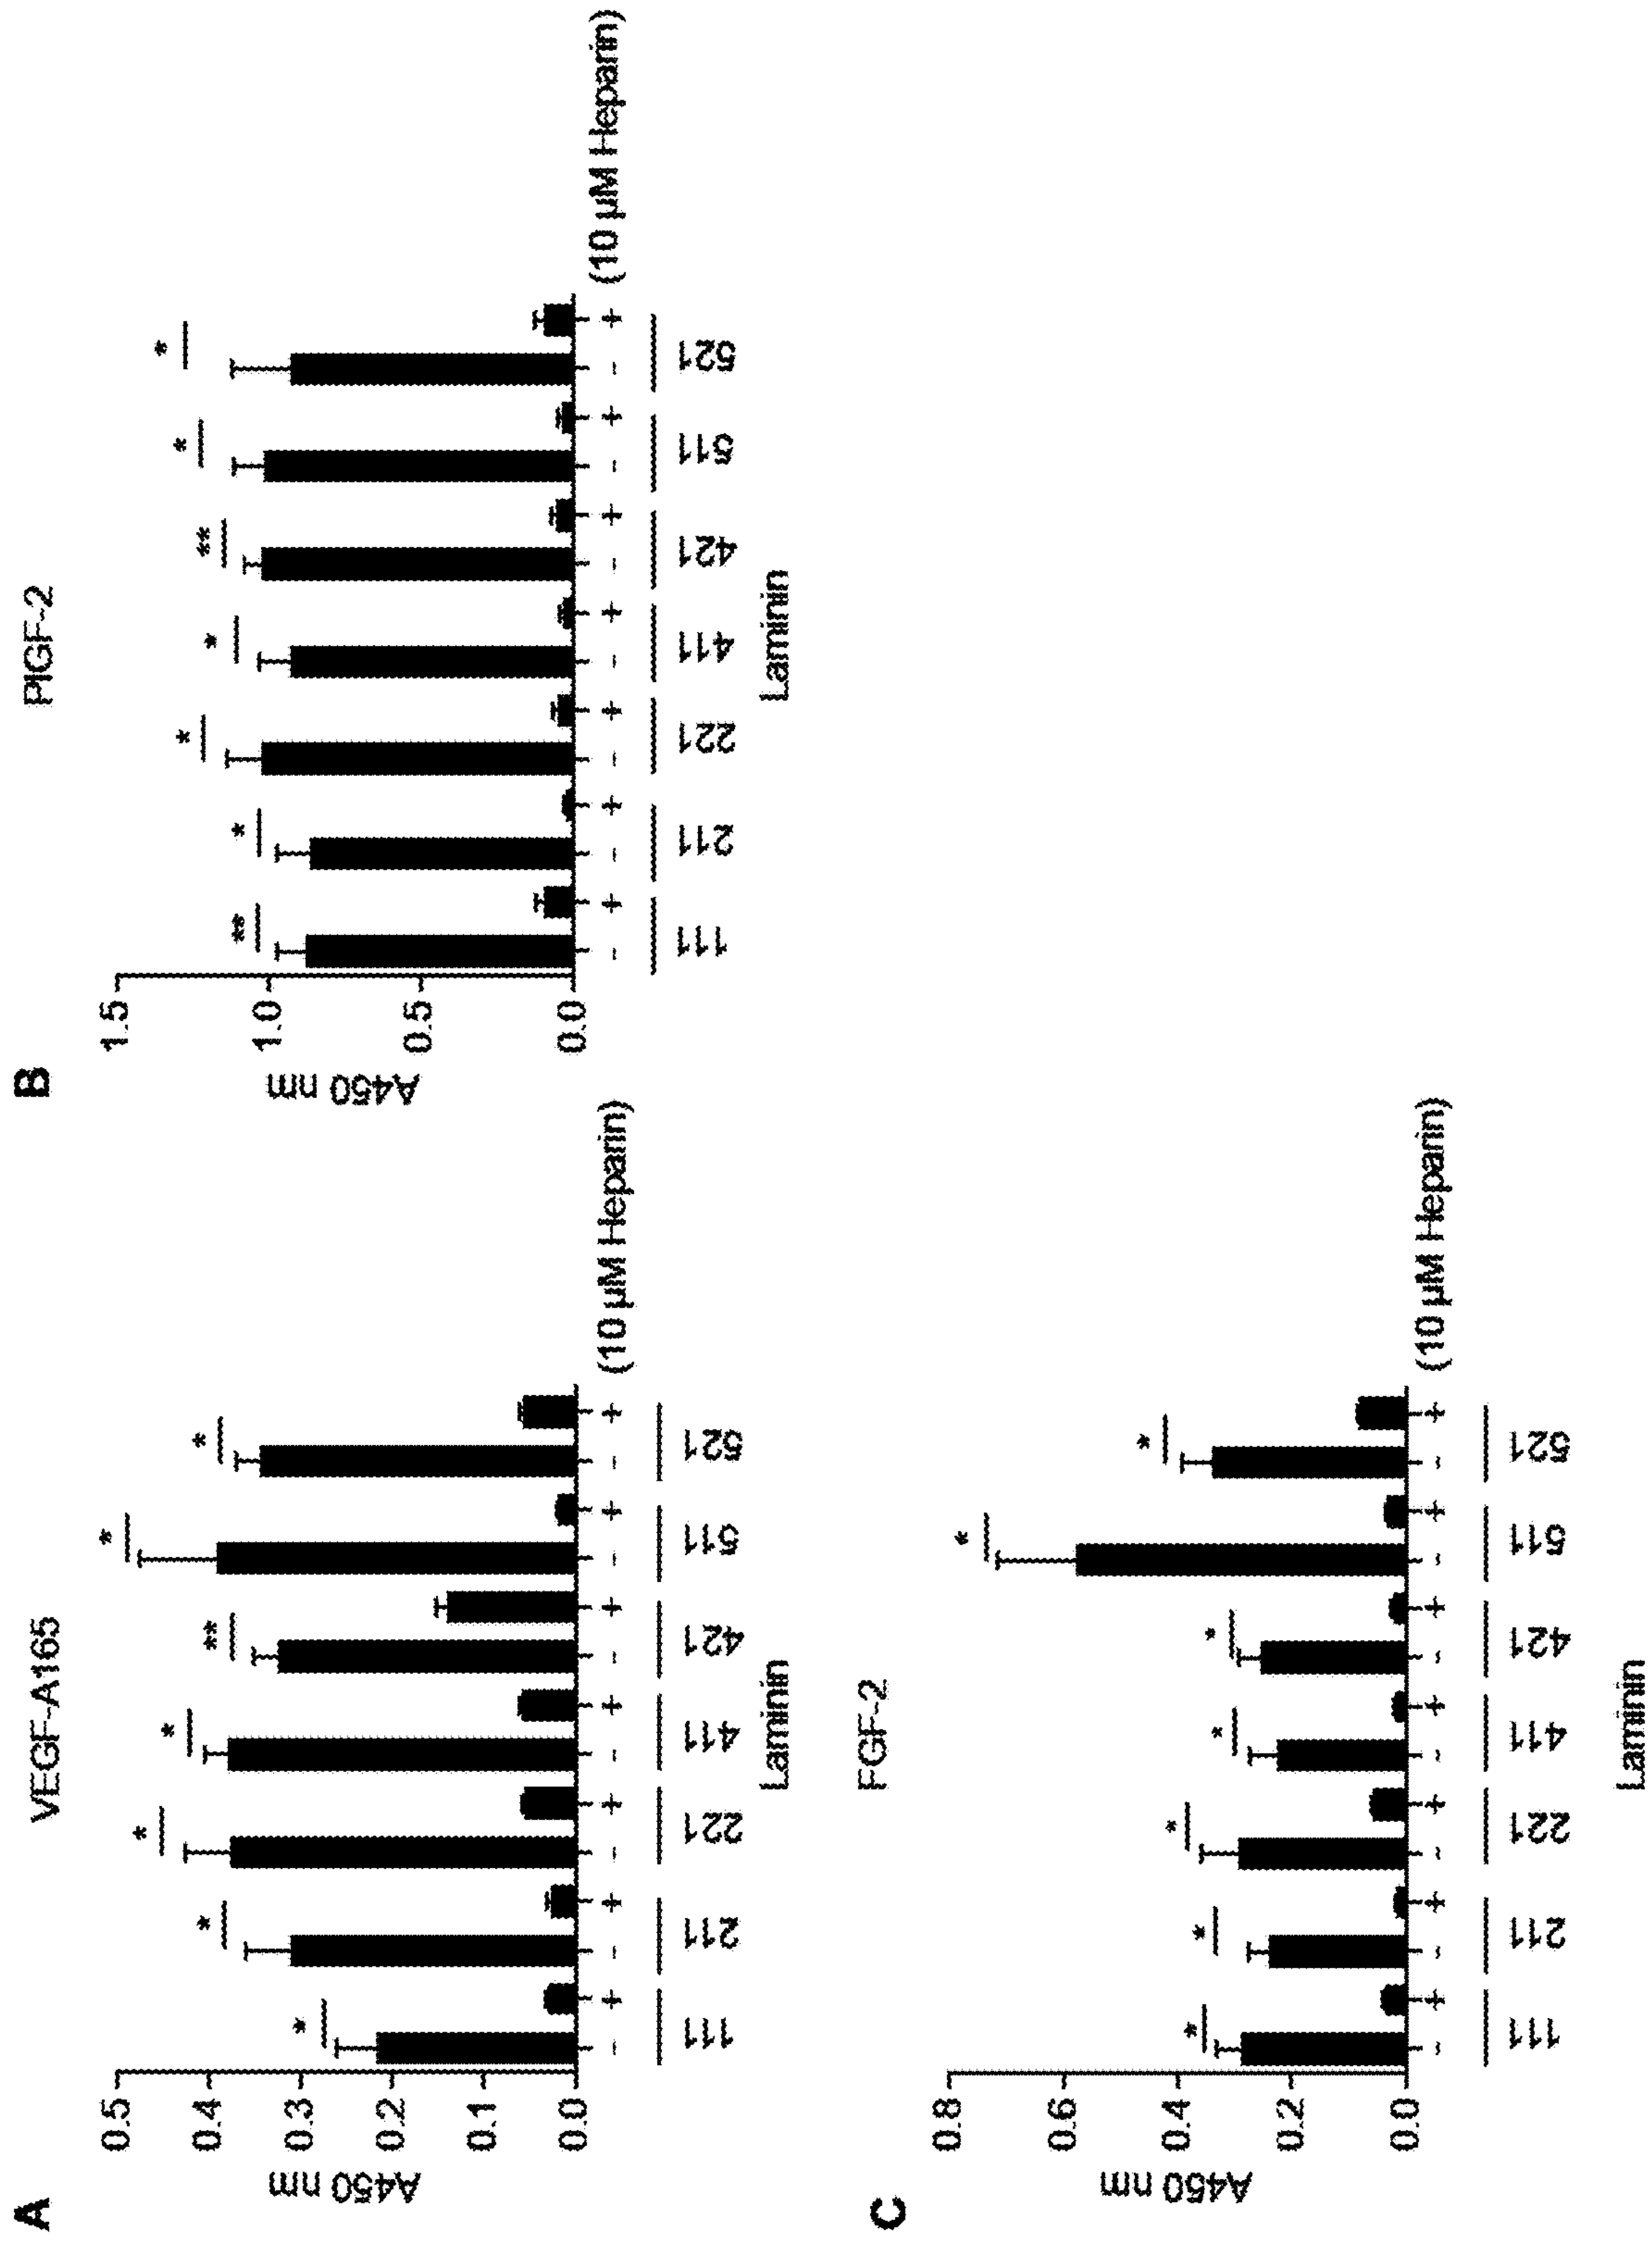 A
VEGF-A165
A450 nm
0.5
0.4
0.3
0.2
0.1
0.0
* * * * ** * *
- + - + - + - + - + - + - + (10 µM Heparin)
111 211 221 411 421 511 521
Laminin
B
PIGF-2
A450 nm
1.5
1.0
0.5
0.0
** * * * ** * *
- + - + - + - + - + - + - + (10 µM Heparin)
111 211 221 411 421 511 521
Laminin
C
FGF-2
A450 nm
0.8
0.6
0.4
0.2
0.0
* * * * * * *
- + - + - + - + - + - + - + (10 µM Heparin)
111 211 221 411 421 511 521
Laminin